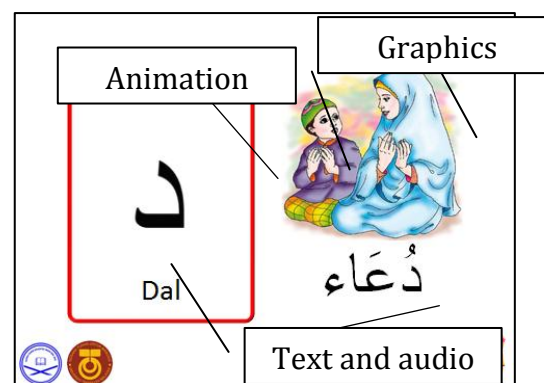 Graphics
Animation
د
Dal
دُعَاء
Text and audio